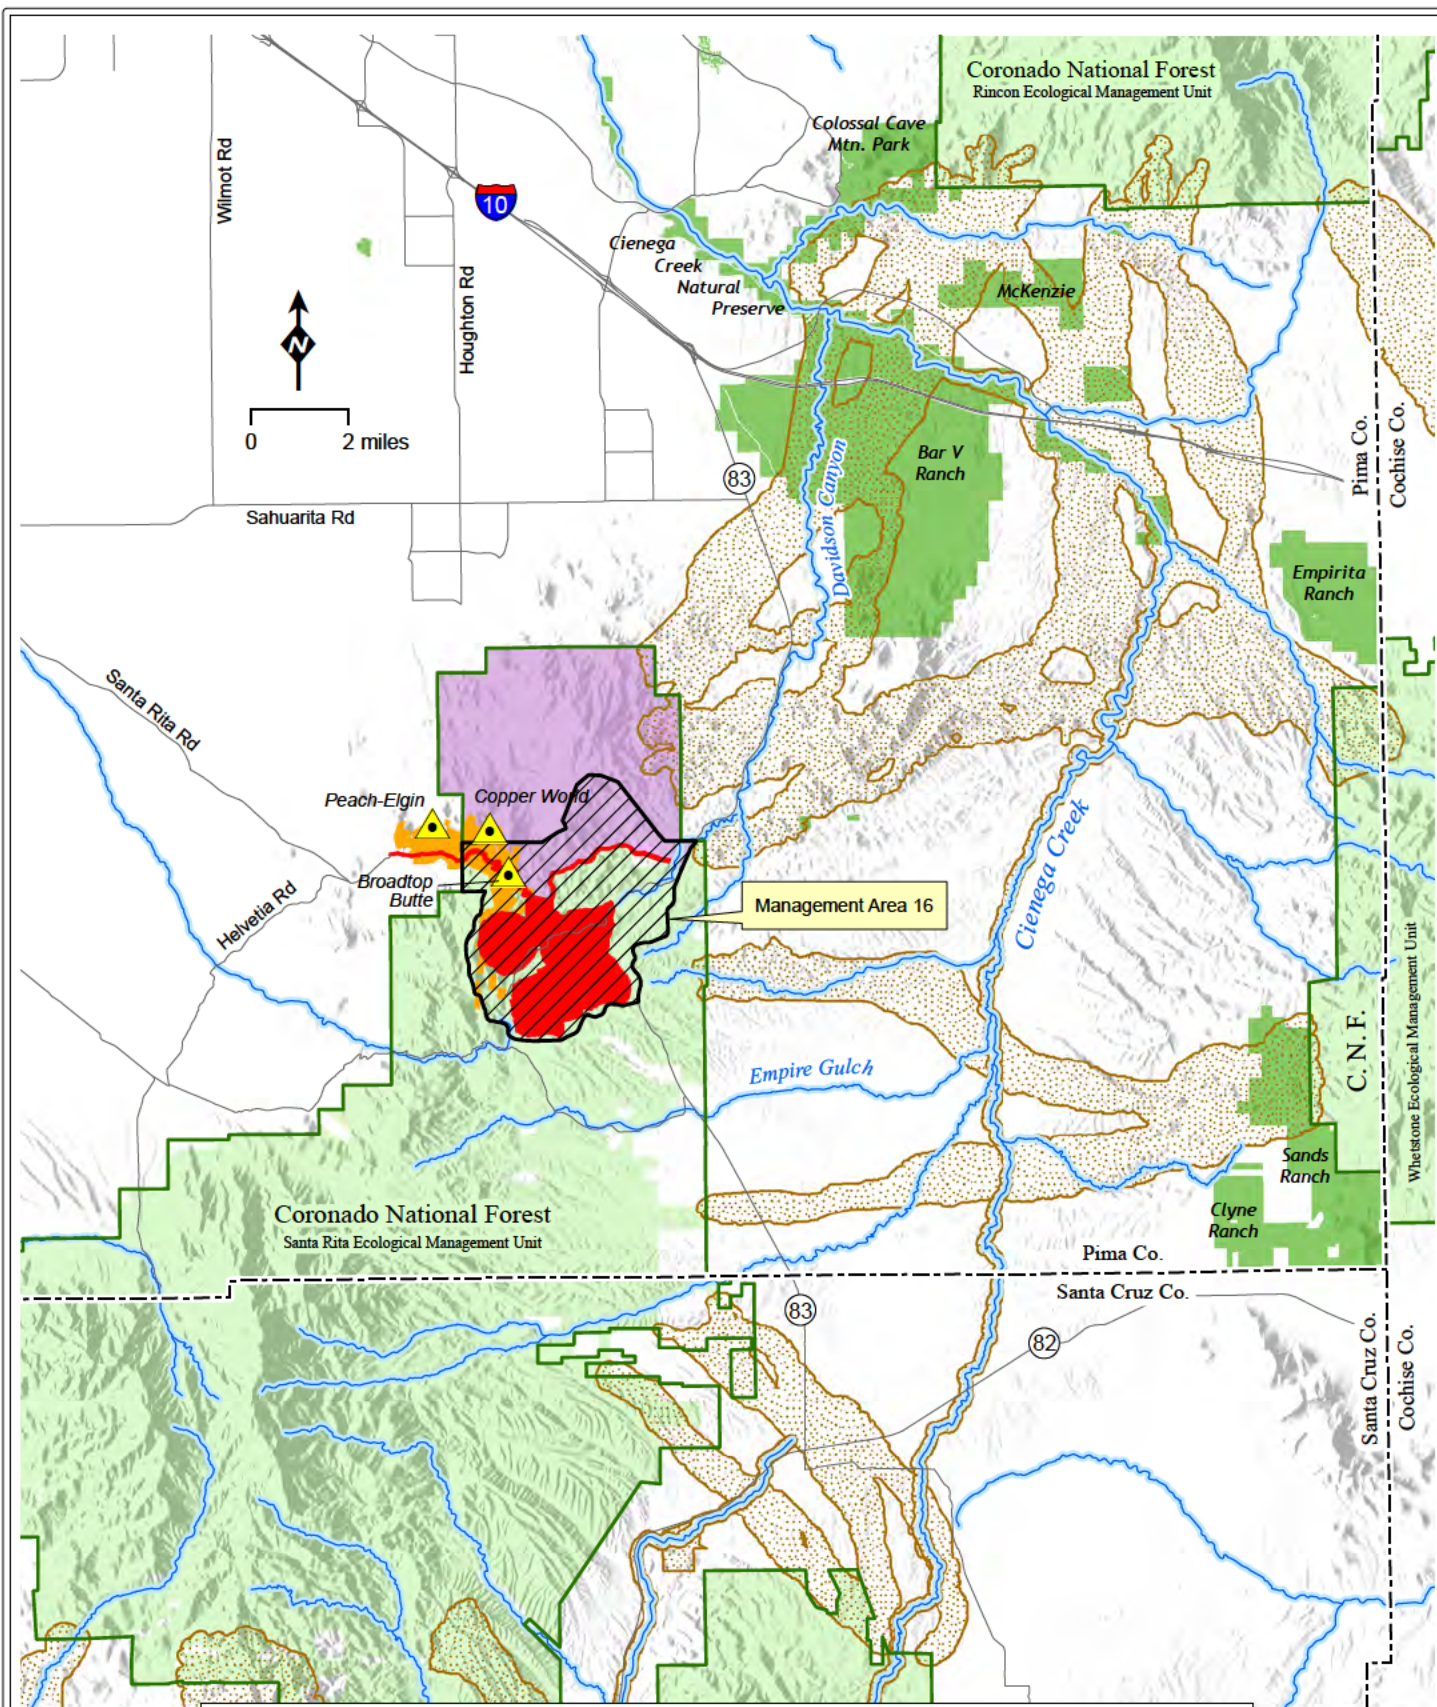 Coronado National Forest
Rincon Ecological Management Unit
Colossal Cave
Mtn. Park
Wilmot Rd
10
Cienega
Creek
Natural
Preserve
McKenzie
Houghton Rd
N
0 2 miles
Pima Co.
Cochise Co.
Bar V
Ranch
83
Davidson Canyon
Sahuarita Rd
Empirita
Ranch
Santa Rita Rd
Peach-Elgin
Copper World
Broadtop
Butte
Helvetia Rd
Management Area 16
Cienega Creek
C. N. F.
Whetstone Ecological Management Unit
Empire Gulch
Sands
Ranch
Clyne
Ranch
Coronado National Forest
Santa Rita Ecological Management Unit
Pima Co.
Santa Cruz Co.
83
82
Santa Cruz Co.
Cochise Co.